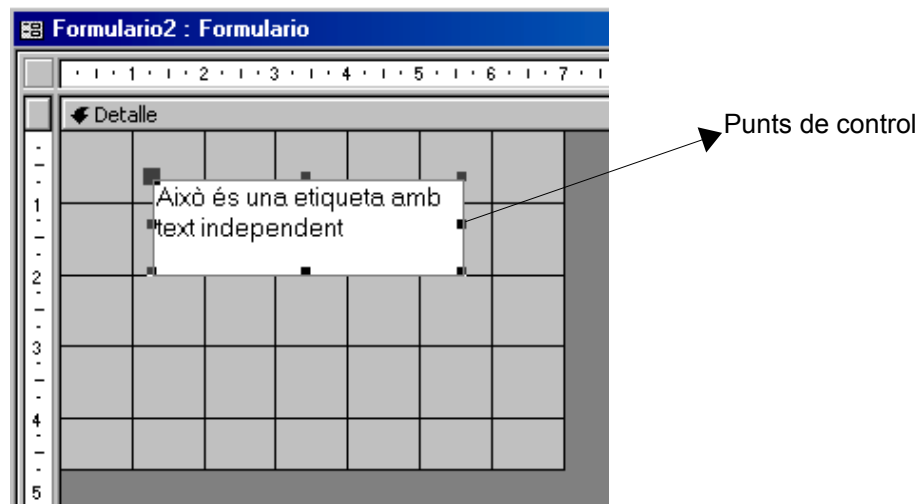 Formulario2 : Formulario
1 2 3 4 5 6 7
Detalle
Punts de control
Això és una etiqueta amb
text independent
1
2
3
4
5